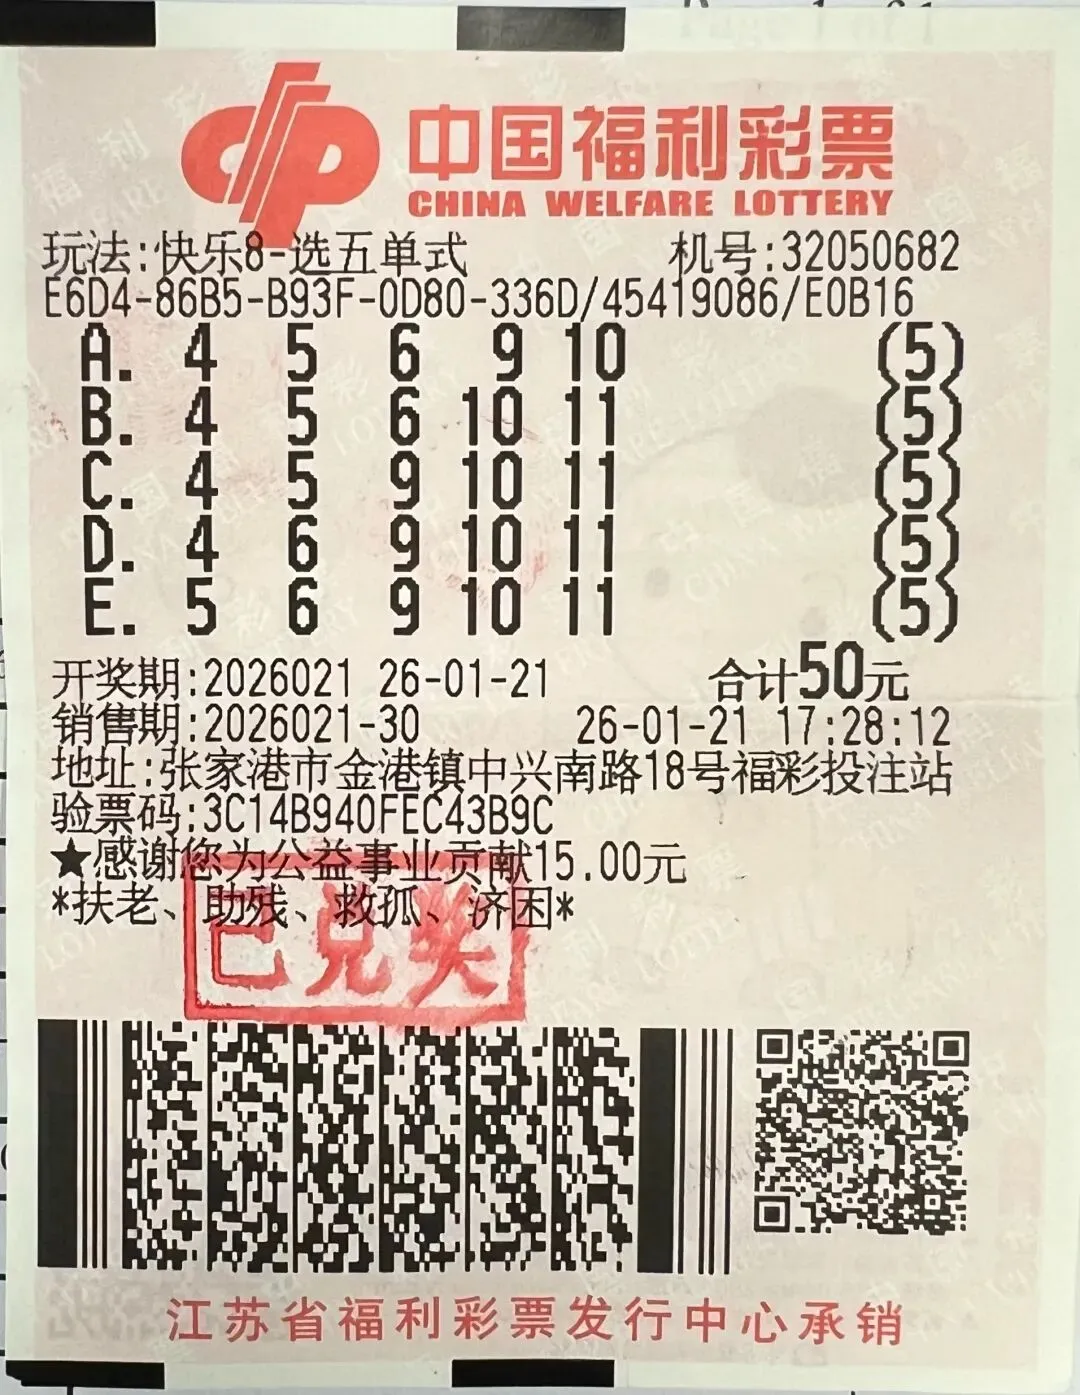 中国福利彩票
CHINA WELFARE LOTTERY
玩法:快乐8-选五单式 机号:32050682
E6D4-86B5-B93F-0D80-336D/45419086/E0B16
A. 4 5 6 9 10 (5)
B. 4 5 6 10 11 (5)
C. 4 5 9 10 11 (5)
D. 4 6 9 10 11 (5)
E. 5 6 9 10 11 (5)
开奖期:2026021 26-01-21 合计50元
销售期:2026021-30 26-01-21 17:28:12
地址:张家港市金港镇中兴南路18号福彩投注站
验票码:3C14B940FEC43B9C
★感谢您为公益事业贡献15.00元
*扶老、助残、救孤、济困*
已兑奖
江苏省福利彩票发行中心承销